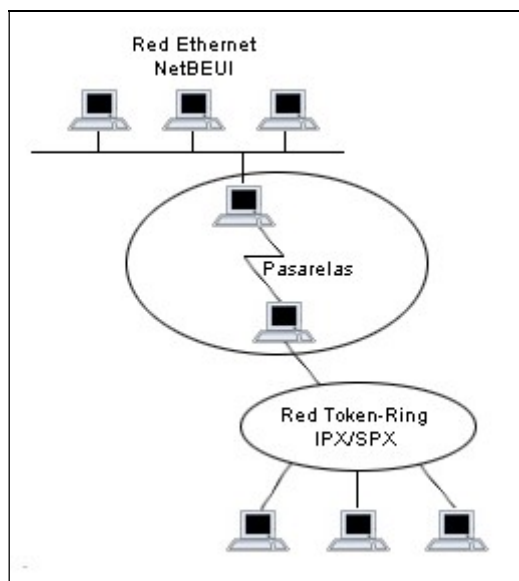 Red Ethernet
NetBEUI
Pasarelas
Red Token-Ring
IPX/SPX